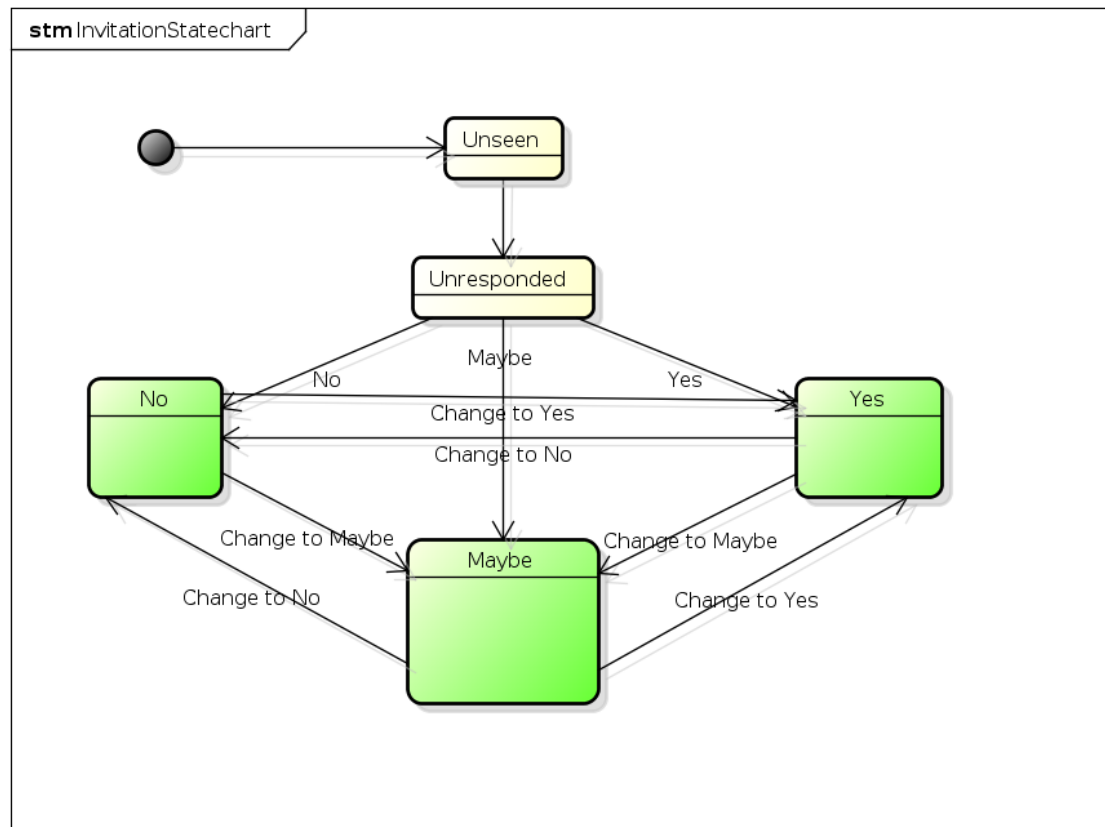 stm InvitationStatechart
Unseen
Unresponded
Maybe
No
Yes
No
Yes
Change to Yes
Change to No
Change to Maybe
Change to Maybe
Maybe
Change to No
Change to Yes